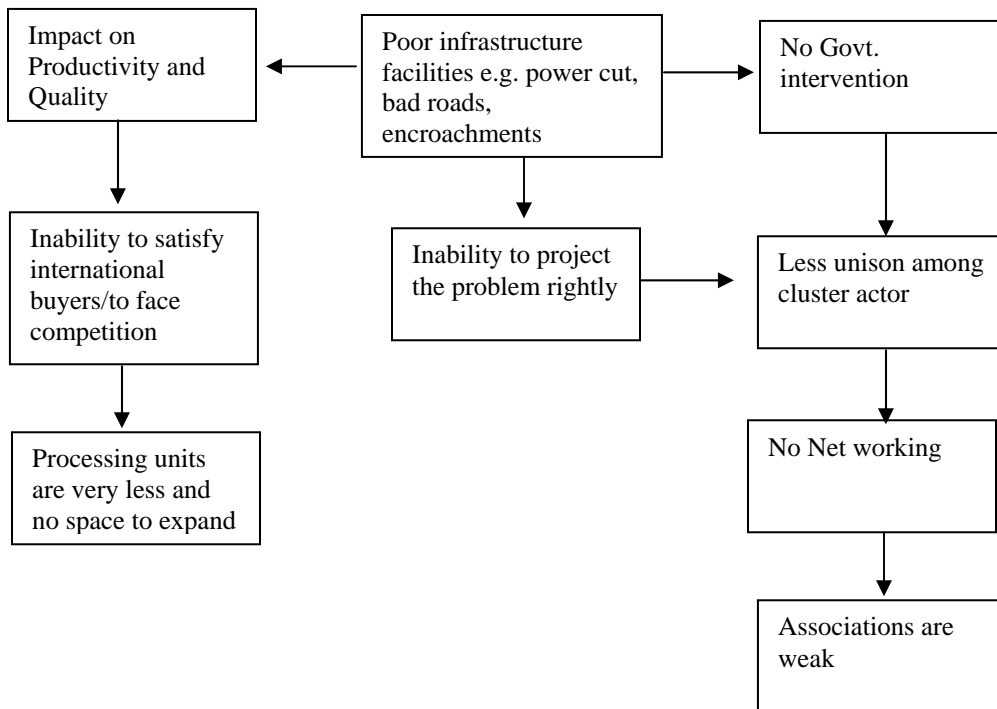 Impact on
Productivity and
Quality
Poor infrastructure
facilities e.g. power cut,
bad roads,
encroachments
No Govt.
intervention
Inability to satisfy
international
buyers/to face
competition
Inability to project
the problem rightly
Less unison among
cluster actor
Processing units
are very less and
no space to expand
No Net working
Associations are
weak